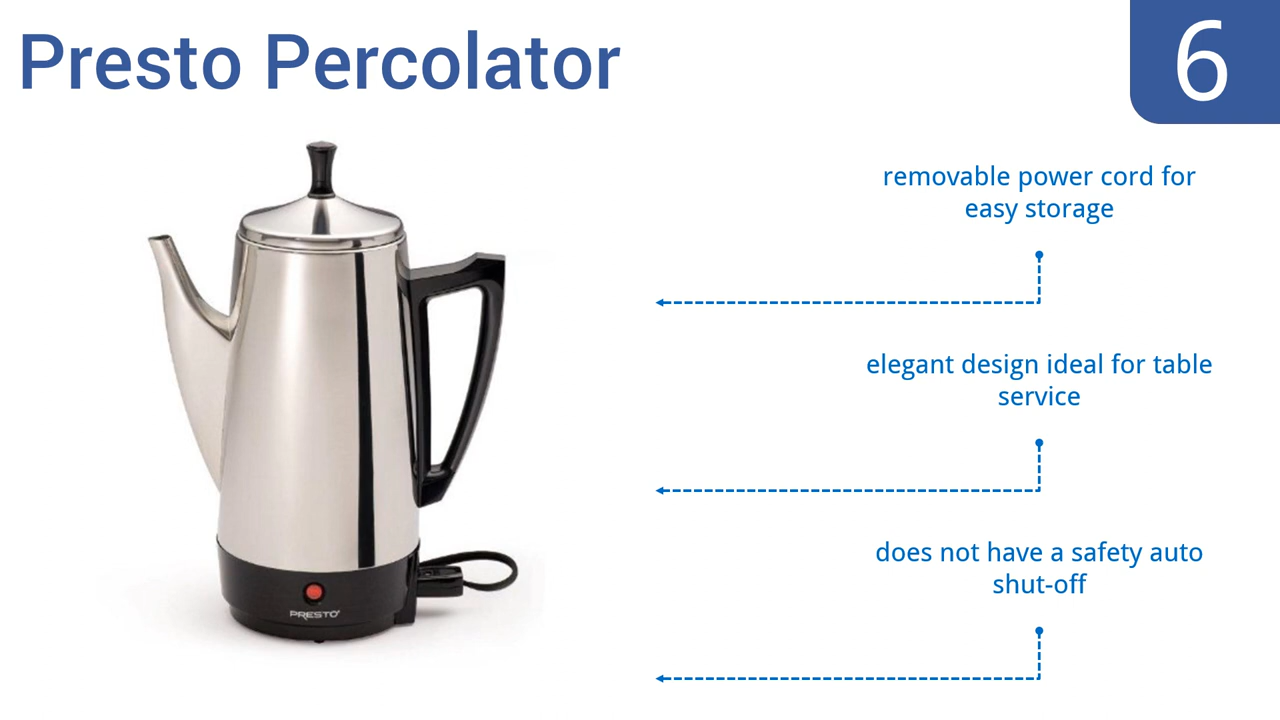 Presto Percolator
6
removable power cord for
easy storage
elegant design ideal for table
service
does not have a safety auto
shut-off
PRESTO